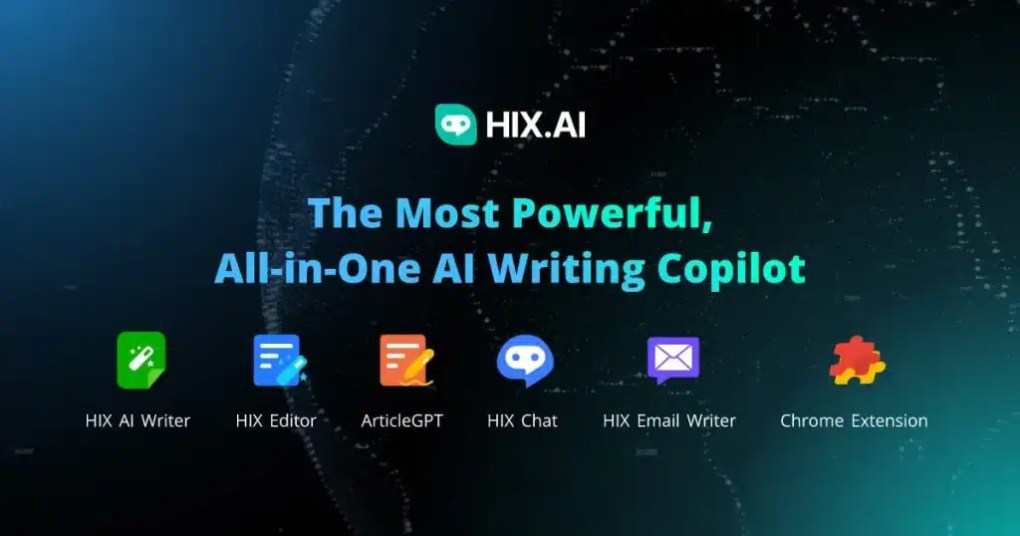 HIX.AI
The Most Powerful,
All-in-One AI Writing Copilot
HIX AI Writer
HIX Editor
ArticleGPT
HIX Chat
HIX Email Writer
Chrome Extension